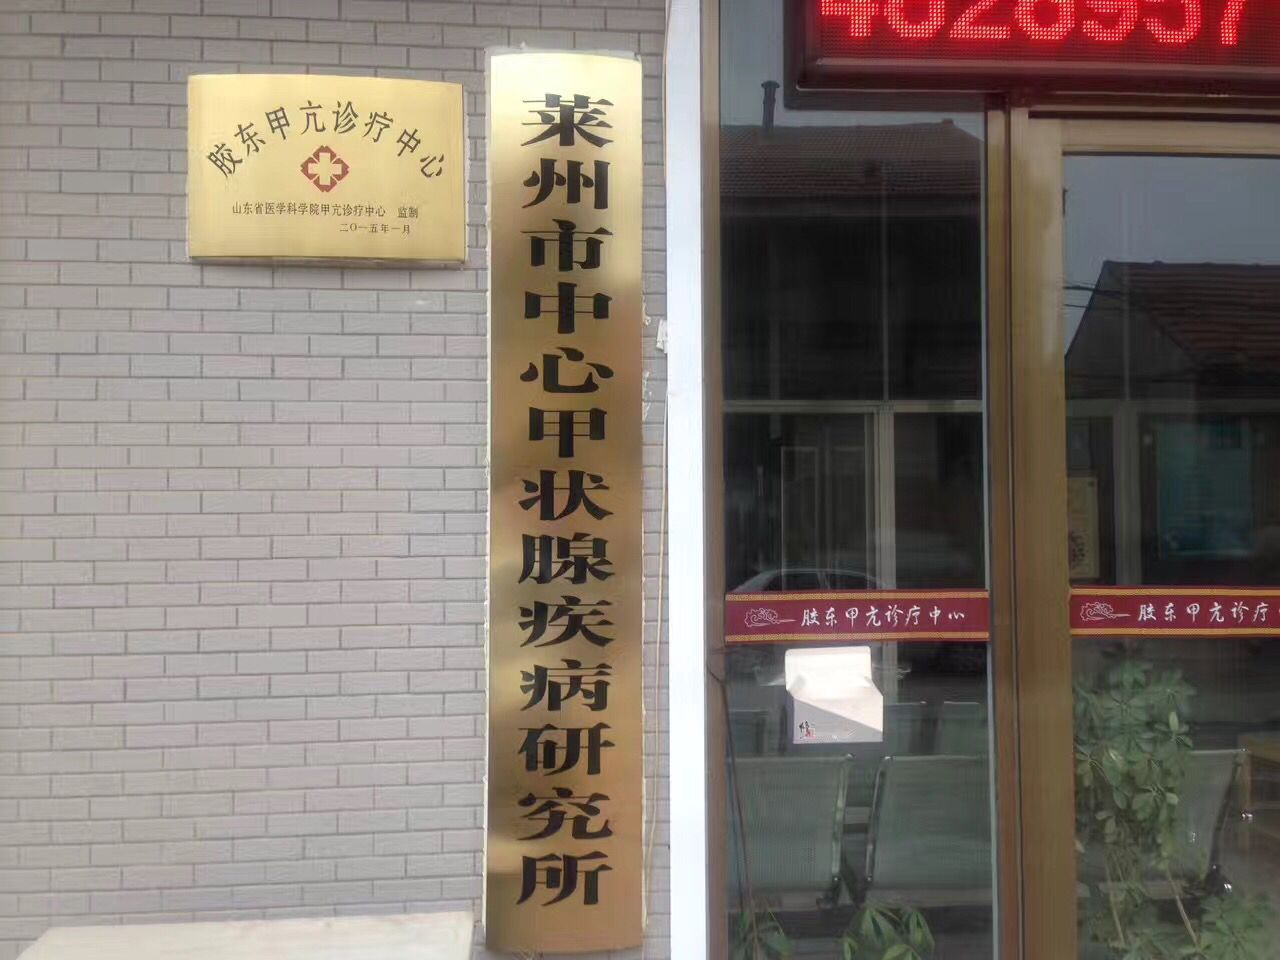 胶东甲亢诊疗中心
山东省医学科学院甲亢诊疗中心 监制
二〇一五年一月
莱州市中心甲状腺疾病研究所
4028957
胶东甲亢诊疗中心
胶东甲亢诊疗